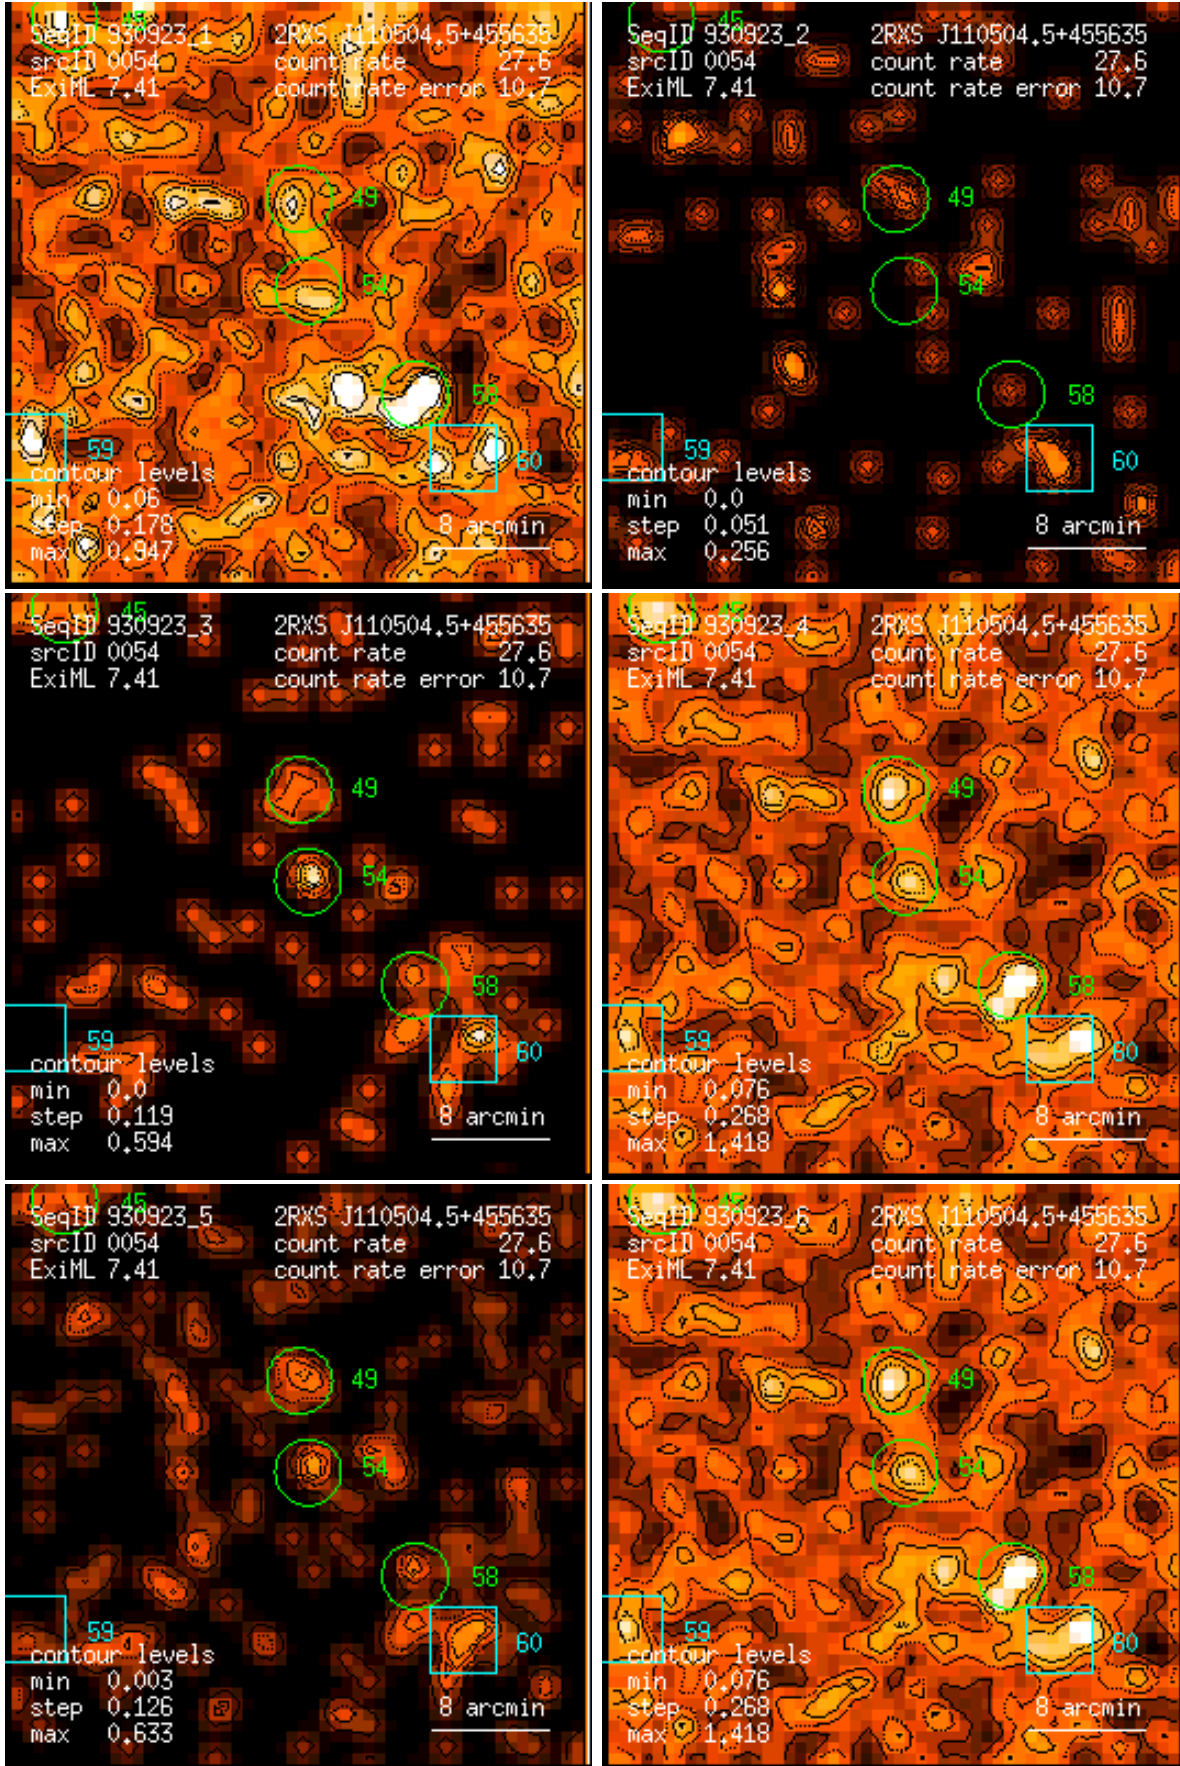 45
SeqID 930923_1 2RXS J110504.5+455635
srcID 0054 count rate 27.6
ExiML 7.41 count rate error 10.7
49
54
58
59
60
contour levels
min 0.06
step 0.178
max 0.947
8 arcmin
45
SeqID 930923_2 2RXS J110504.5+455635
srcID 0054 count rate 27.6
ExiML 7.41 count rate error 10.7
49
54
58
59
60
contour levels
min 0.0
step 0.051
max 0.256
8 arcmin
45
SeqID 930923_3 2RXS J110504.5+455635
srcID 0054 count rate 27.6
ExiML 7.41 count rate error 10.7
49
54
58
59
60
contour levels
min 0.0
step 0.119
max 0.594
8 arcmin
45
SeqID 930923_4 2RXS J110504.5+455635
srcID 0054 count rate 27.6
ExiML 7.41 count rate error 10.7
49
54
58
59
60
contour levels
min 0.076
step 0.268
max 1.418
8 arcmin
45
SeqID 930923_5 2RXS J110504.5+455635
srcID 0054 count rate 27.6
ExiML 7.41 count rate error 10.7
49
54
58
59
60
contour levels
min 0.003
step 0.126
max 0.633
8 arcmin
45
SeqID 930923_6 2RXS J110504.5+455635
srcID 0054 count rate 27.6
ExiML 7.41 count rate error 10.7
49
54
58
59
60
contour levels
min 0.076
step 0.268
max 1.418
8 arcmin